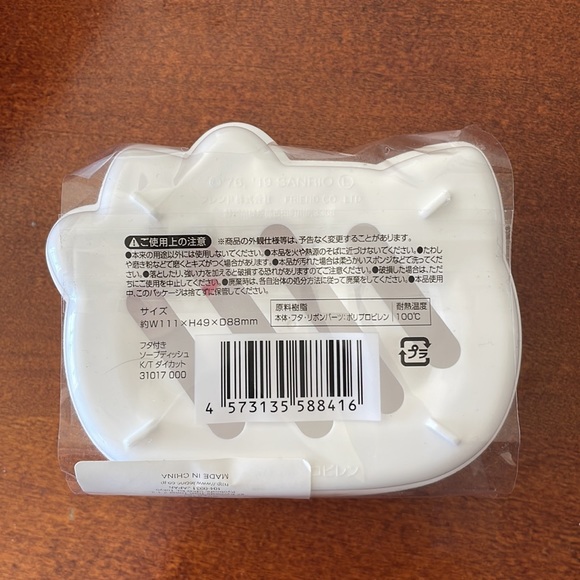 ご使用上の注意 ※商品の外観仕様等は、予告なく変更することがあります。
●本来の用途以外には使用しないでください。●本品を火や熱源のそばに近づけないでください。●たわし
や磨き粉などで磨くとキズがつく場合があります。●本品が汚れた場合は柔らかいスポンジなどで洗ってく
ださい。●落としたり、強い力を加えると破損する恐れがありますのでご注意ください。●破損した場合は、ただ
ちにご使用を中止してください。●廃棄時は、各自治体の処分方法に従って廃棄をしてください。●本品使用
中、このパッケージは捨てずに保管してください。
サイズ
約W111×H49×D88mm
原料樹脂
本体・フタ・リボンパーツ:ポリプロピレン
耐熱温度
100℃
フタ付き
ソープディッシュ
K/T ダイカット
31017 000
プラ
4 573135 588416
MADE IN CHINA